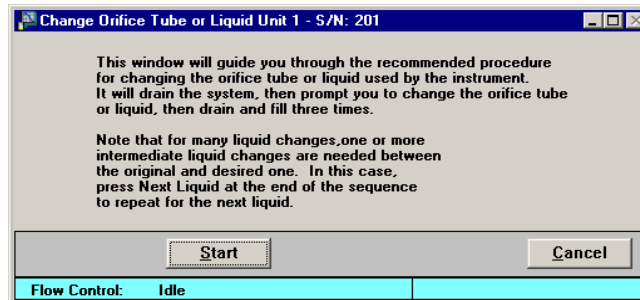 Change Orifice Tube or Liquid Unit 1 - S/N: 201
This window will guide you through the recommended procedure
for changing the orifice tube or liquid used by the instrument.
It will drain the system, then prompt you to change the orifice tube
or liquid, then drain and fill three times.
Note that for many liquid changes,one or more
intermediate liquid changes are needed between
the original and desired one. In this case,
press Next Liquid at the end of the sequence
to repeat for the next liquid.
Start Cancel
Flow Control: Idle